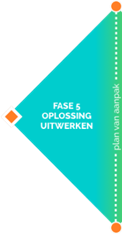 FASE 5
OPLOSSING
UITWERKEN
plan van aanpak